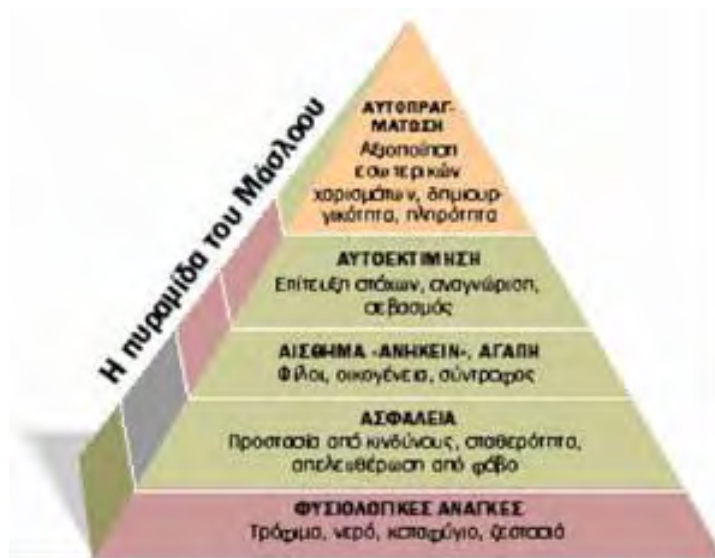 Η πυραμίδα του Μάσλοου
ΑΥΤΟΠΡΑΓ-
ΜΑΤΩΣΗ
Αξιοποίηση
εσωτερικών
χαρισμάτων, δημιουρ-
γικότητα, πληρότητα
ΑΥΤΟΕΚΤΙΜΗΣΗ
Επίτευξη στόχων, αναγνώριση,
σεβασμός
ΑΙΣΘΗΜΑ «ΑΝΗΚΕΙΝ», ΑΓΑΠΗ
Φίλοι, οικογένεια, σύντροφος
ΑΣΦΑΛΕΙΑ
Προστασία από κινδύνους, σταθερότητα,
απελευθέρωση από φόβο
ΦΥΣΙΟΛΟΓΙΚΕΣ ΑΝΑΓΚΕΣ
Τρόφιμα, νερό, καταφύγιο, ζεστασιά